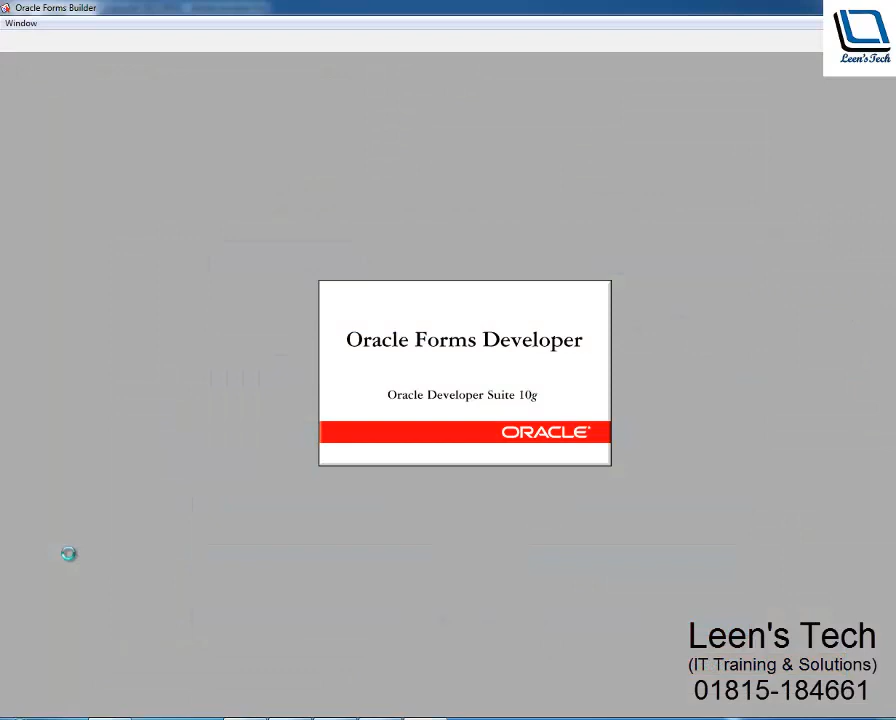 Oracle Forms Builder
Window
Leen'sTech
Oracle Forms Developer
Oracle Developer Suite 10g
ORACLE®
Leen's Tech
(IT Training & Solutions)
01815-184661